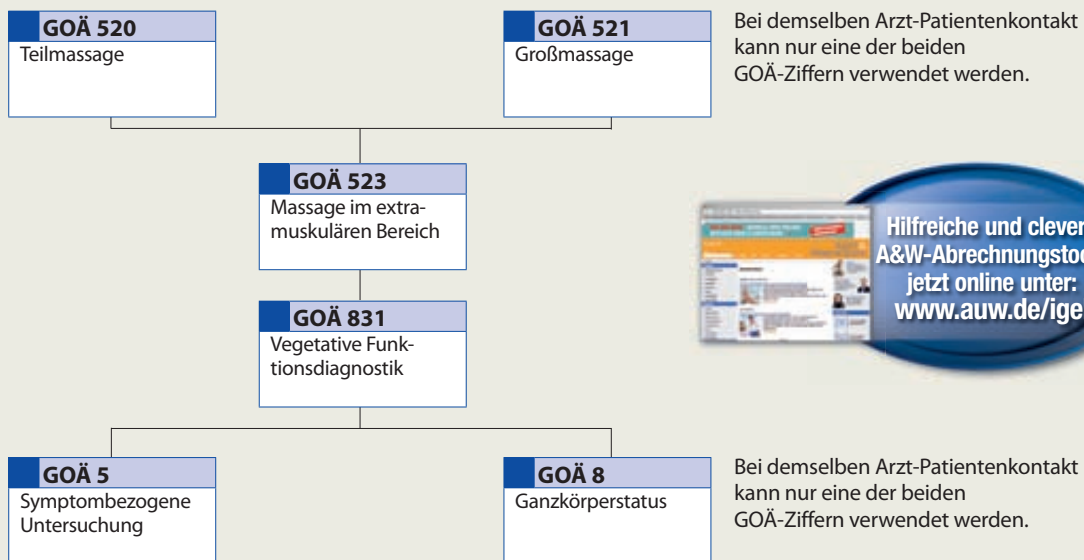 GOÄ 520
Teilmassage
GOÄ 521
Großmassage
Bei demselben Arzt-Patientenkontakt
kann nur eine der beiden
GOÄ-Ziffern verwendet werden.
GOÄ 523
Massage im extra-
muskulären Bereich
Hilfreiche und clever
A&W-Abrechnungstoo
jetzt online unter:
www.auw.de/ige
GOÄ 831
Vegetative Funk-
tionsdiagnostik
GOÄ 5
Symptombezogene
Untersuchung
GOÄ 8
Ganzkörperstatus
Bei demselben Arzt-Patientenkontakt
kann nur eine der beiden
GOÄ-Ziffern verwendet werden.